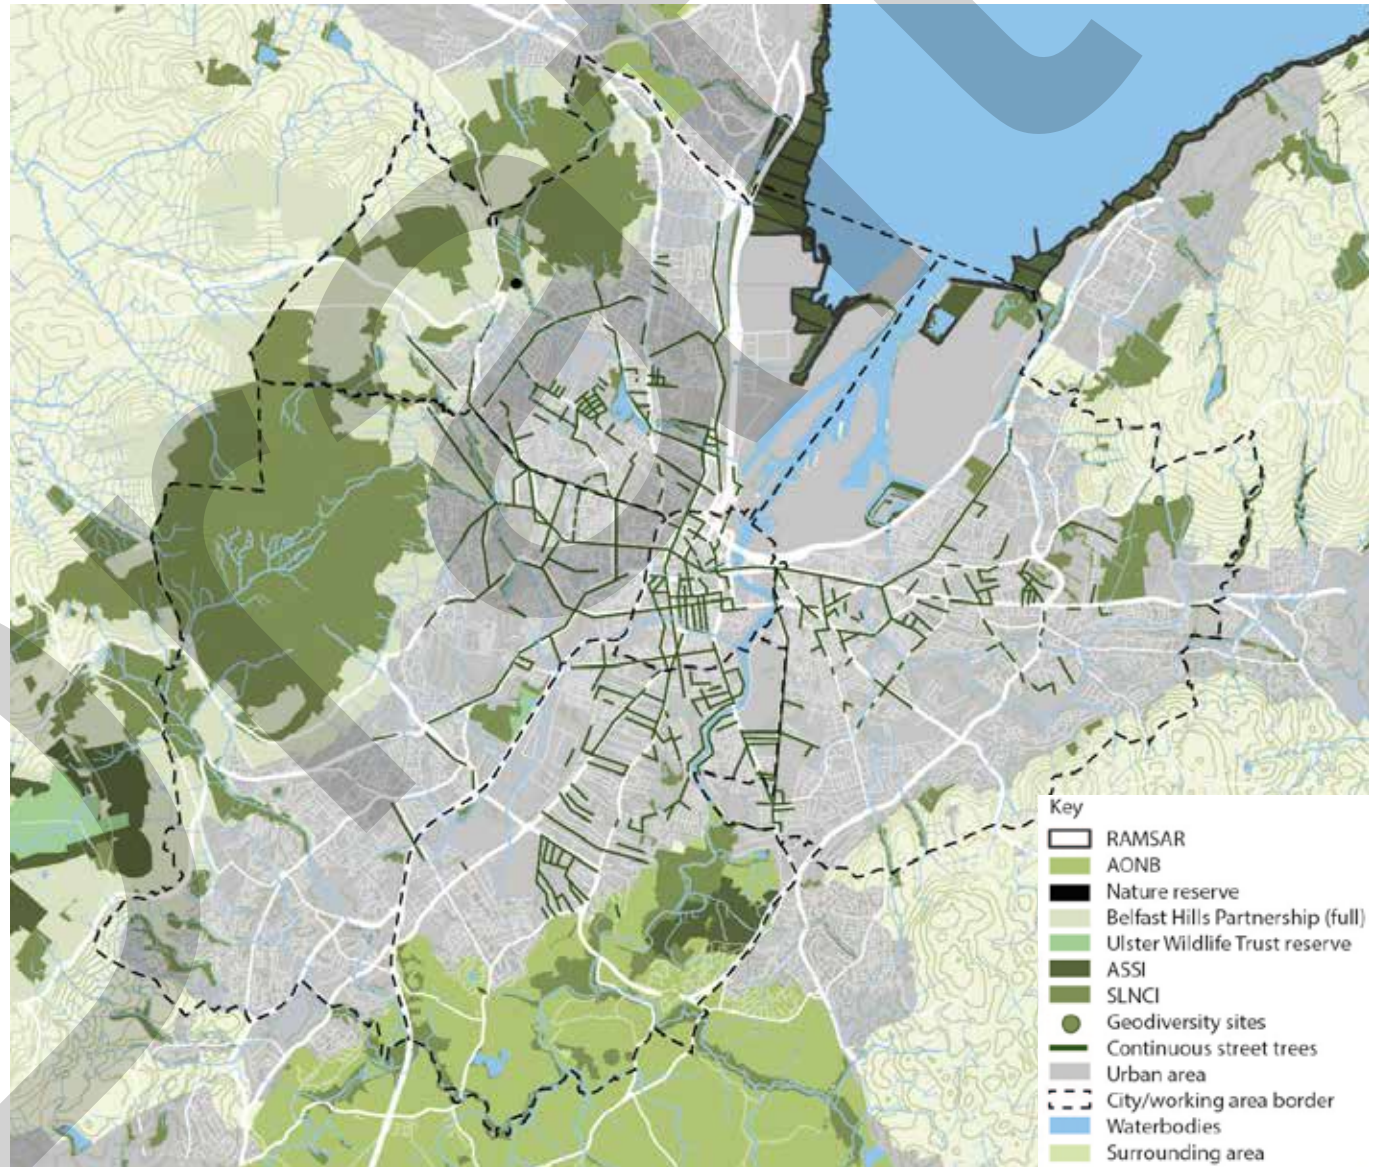 Key
RAMSAR
AONB
Nature reserve
Belfast Hills Partnership (full)
Ulster Wildlife Trust reserve
ASSI
SLNCI
Geodiversity sites
Continuous street trees
Urban area
City/working area border
Waterbodies
Surrounding area